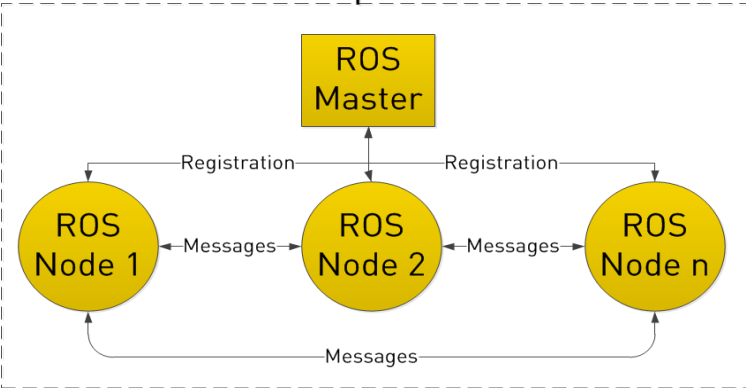 ROS
Master
Registration
Registration
ROS
Node 1
Messages
ROS
Node 2
Messages
ROS
Node n
Messages